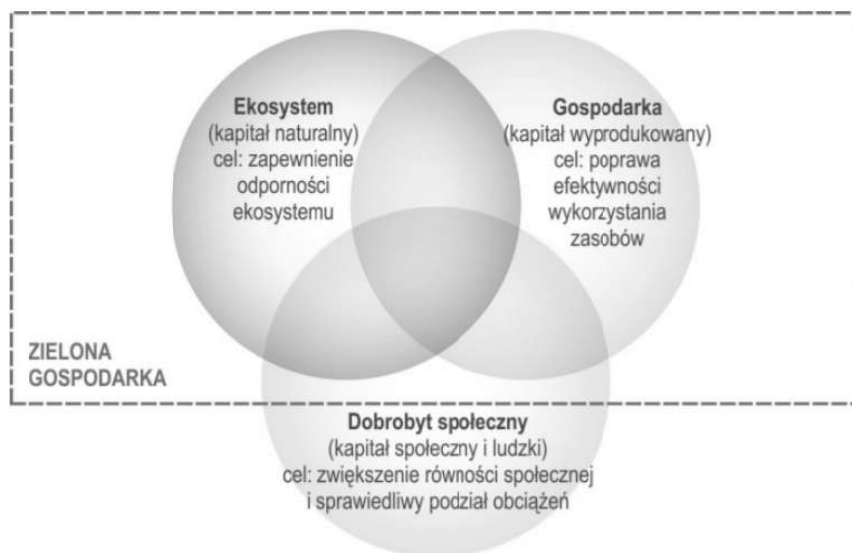 Ekosystem
(kapitał naturalny)
cel: zapewnienie
odporności
ekosystemu
Gospodarka
(kapitał wyprodukowany)
cel: poprawa
efektywności
wykorzystania
zasobów
ZIELONA
GOSPODARKA
Dobrobyt społeczny
(kapitał społeczny i ludzki)
cel: zwiększenie równości społecznej
i sprawiedliwy podział obciążeń